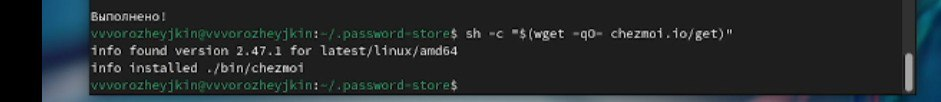 Выполнено!
vvvorozheyjkin@vvvorozheyjkin:~/.password-store$ sh -c "$(wget -qO- chezmoi.io/get)"
info found version 2.47.1 for latest/linux/amd64
info installed ./bin/chezmoi
vvvorozheyjkin@vvvorozheyjkin:~/.password-store$